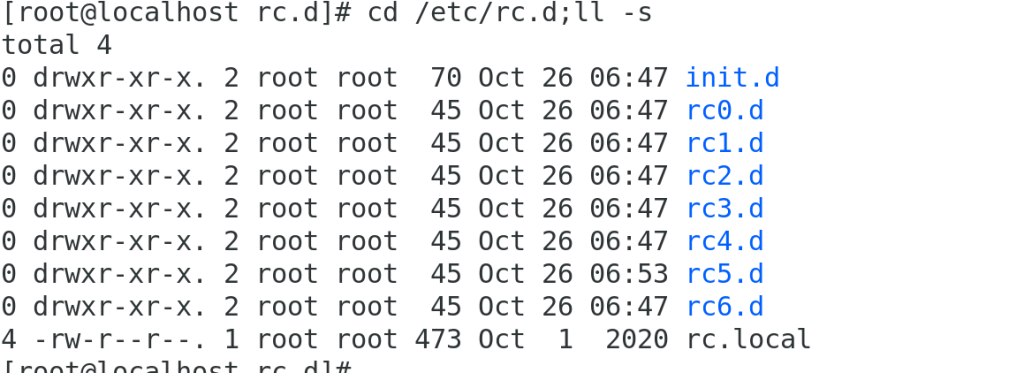 [root@localhost rc.d]# cd /etc/rc.d;ll -s
total 4
0 drwxr-xr-x. 2 root root  70 Oct 26 06:47 init.d
0 drwxr-xr-x. 2 root root  45 Oct 26 06:47 rc0.d
0 drwxr-xr-x. 2 root root  45 Oct 26 06:47 rc1.d
0 drwxr-xr-x. 2 root root  45 Oct 26 06:47 rc2.d
0 drwxr-xr-x. 2 root root  45 Oct 26 06:47 rc3.d
0 drwxr-xr-x. 2 root root  45 Oct 26 06:47 rc4.d
0 drwxr-xr-x. 2 root root  45 Oct 26 06:53 rc5.d
0 drwxr-xr-x. 2 root root  45 Oct 26 06:47 rc6.d
4 -rw-r--r--. 1 root root 473 Oct  1  2020 rc.local
[root@localhost rc.d]#